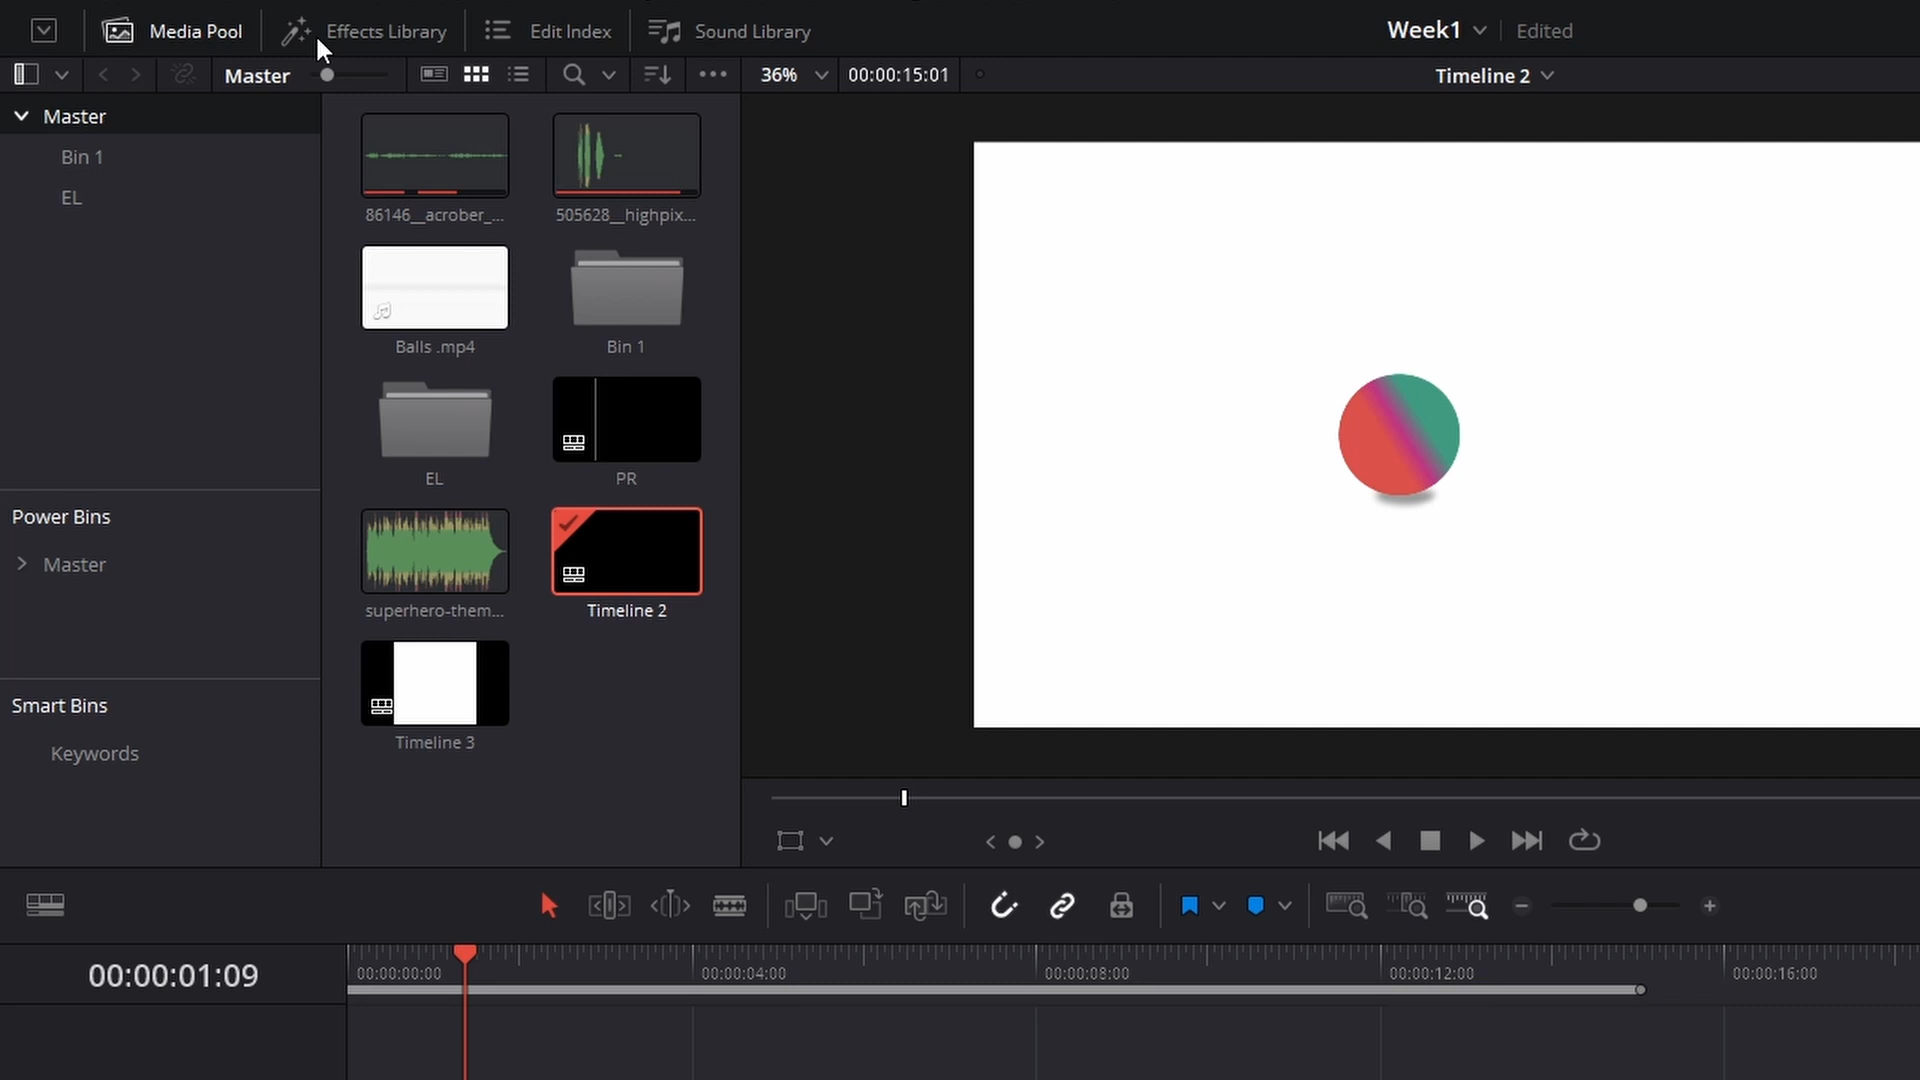 Media Pool
Effects Library
Edit Index
Sound Library
Week1
Edited
Master
36%
00:00:15:01
Timeline 2
Master
Bin 1
EL
86146__acrober_...
505628__highpix...
Balls .mp4
Bin 1
EL
PR
Power Bins
Master
superhero-them...
Timeline 2
Smart Bins
Keywords
Timeline 3
00:00:01:09
00:00:00:00
00:00:04:00
00:00:08:00
00:00:12:00
00:00:16:00